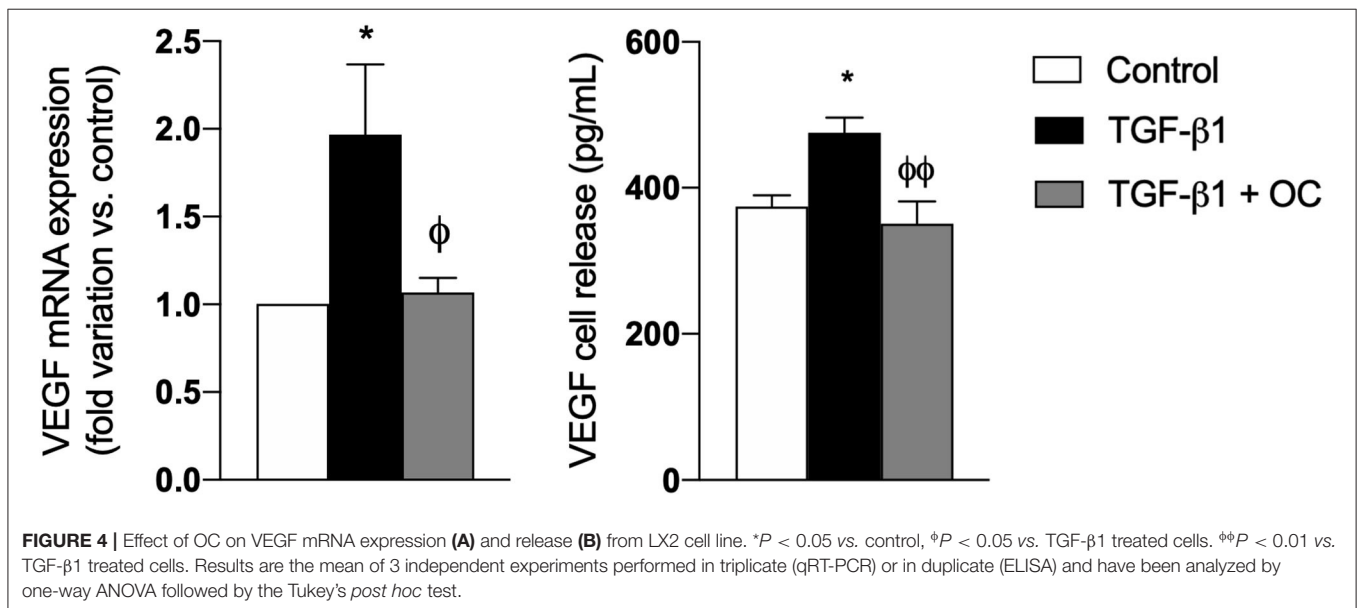 VEGF mRNA expression
(fold variation vs. control)
2.5
2.0
1.5
1.0
0.5
0.0
*
ϕ
VEGF cell release (pg/mL)
600
400
200
0
*
ϕϕ
Control
TGF-β1
TGF-β1 + OC
FIGURE 4 | Effect of OC on VEGF mRNA expression (A) and release (B) from LX2 cell line. *P < 0.05 vs. control, ϕP < 0.05 vs. TGF-β1 treated cells. ϕϕP < 0.01 vs.
TGF-β1 treated cells. Results are the mean of 3 independent experiments performed in triplicate (qRT-PCR) or in duplicate (ELISA) and have been analyzed by
one-way ANOVA followed by the Tukey's post hoc test.